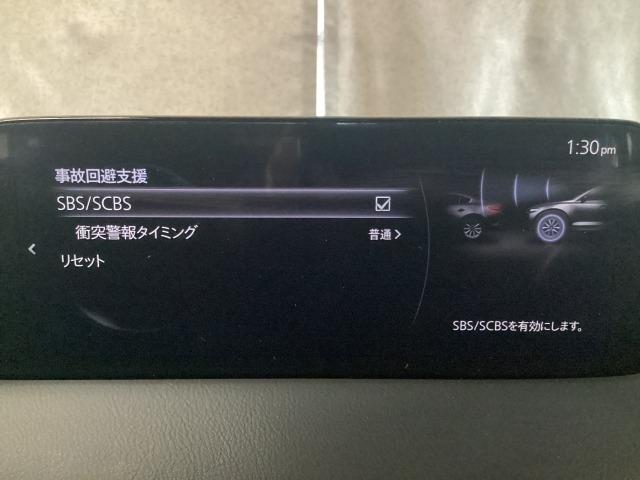 1:30pm
事故回避支援
SBS/SCBS
衝突警報タイミング 普通
リセット
SBS/SCBSを有効にします。